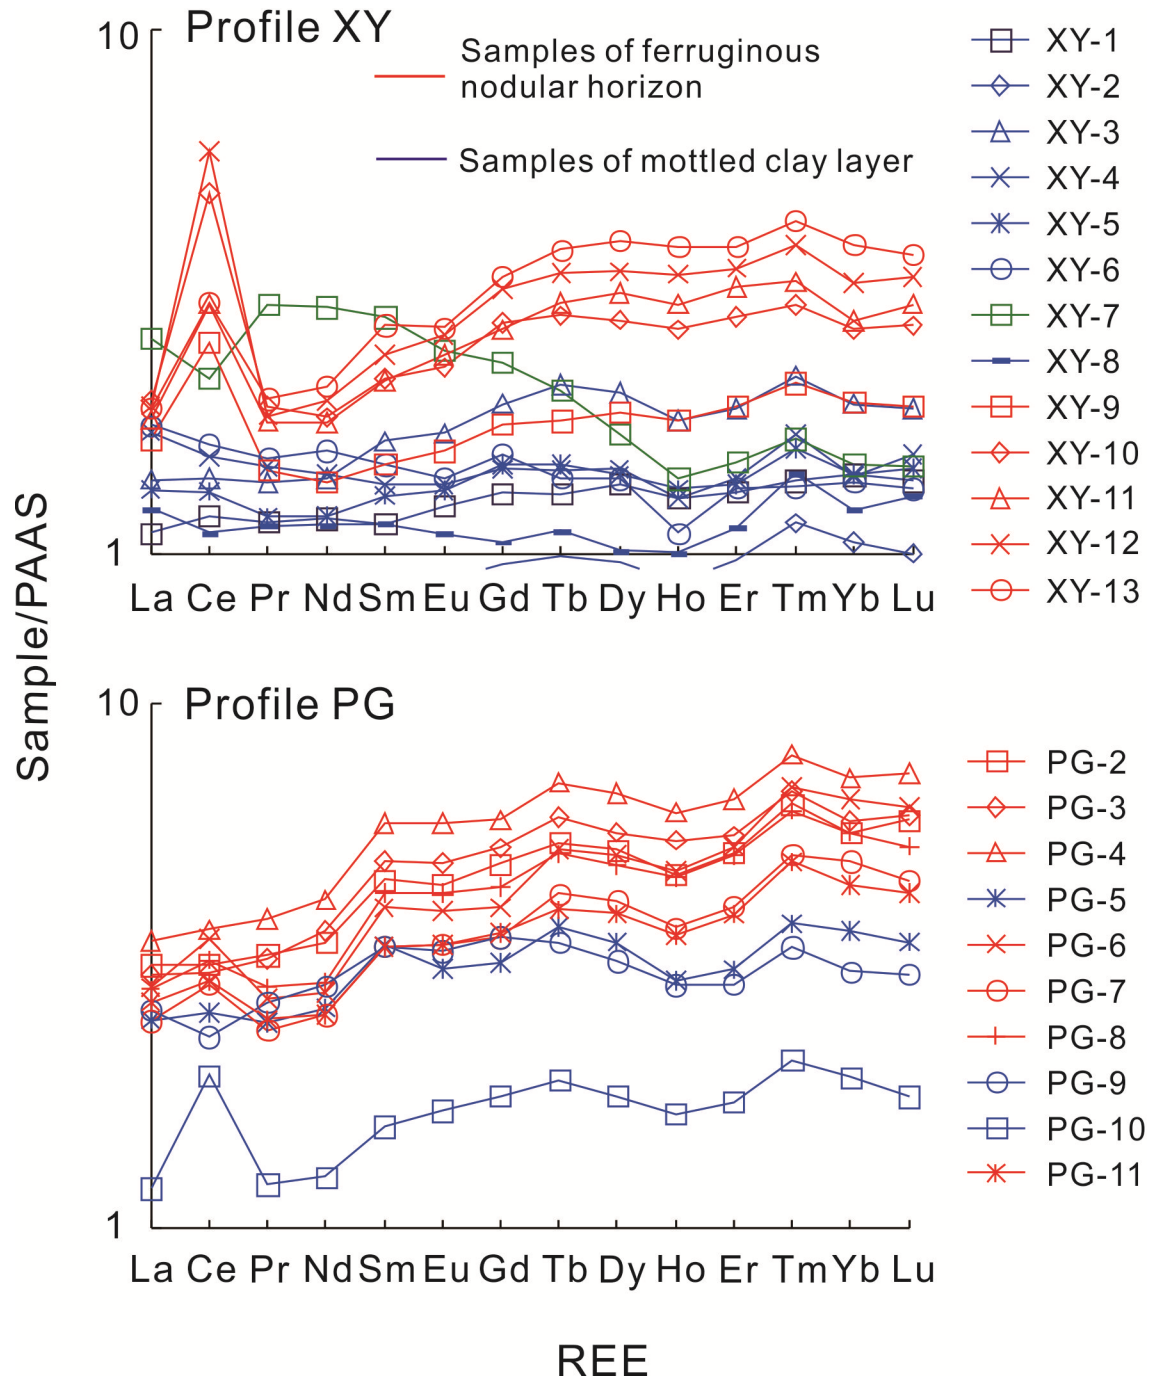 10
Profile XY
Samples of ferruginous
nodular horizon
Samples of mottled clay layer
XY-1
XY-2
XY-3
XY-4
XY-5
XY-6
XY-7
XY-8
XY-9
XY-10
XY-11
XY-12
XY-13
1
La Ce Pr Nd Sm Eu Gd Tb Dy Ho Er Tm Yb Lu
Sample/PAAS
10
Profile PG
PG-2
PG-3
PG-4
PG-5
PG-6
PG-7
PG-8
PG-9
PG-10
PG-11
1
La Ce Pr Nd Sm Eu Gd Tb Dy Ho Er Tm Yb Lu
REE